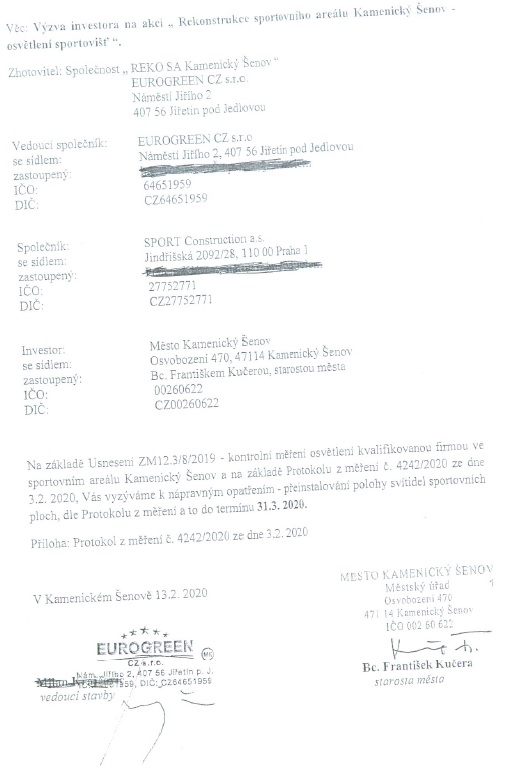 Věc: Výzva investora na akci „ Rekonstrukce sportovního areálu Kamenický Šenov -
osvětlení sportovišť “.
Zhotovitel: Společnost „ REKO SA Kamenický Šenov “
EUROGREEN CZ s.r.o.
Náměstí Jiřího 2
407 56 Jiřetín pod Jedlovou
Vedoucí společník: EUROGREEN CZ s.r.o
se sídlem: Náměstí Jiřího 2, 407 56 Jiřetín pod Jedlovou
zastoupený:
IČO: 64651959
DIČ: CZ64651959
Společník: SPORT Construction a.s.
se sídlem: Jindřišská 2092/28, 110 00 Praha 1
zastoupený:
IČO: 27752771
DIČ: CZ27752771
Investor: Město Kamenický Šenov
se sídlem: Osvobození 470, 47114 Kamenický Šenov
zastoupený: Bc. Františkem Kučerou, starostou města
IČO: 00260622
DIČ: CZ00260622
Na základě Usnesení ZM12.3/8/2019 - kontrolní měření osvětlení kvalifikovanou firmou ve
sportovním areálu Kamenický Šenov a na základě Protokolu z měření č. 4242/2020 ze dne
3.2. 2020, Vás vyzýváme k nápravným opatřením - přeinstalování polohy svítidel sportovních
ploch, dle Protokolu z měření a to do termínu 31.3. 2020.
Příloha: Protokol z měření č. 4242/2020 ze dne 3.2. 2020
V Kamenickém Šenově 13.2. 2020
MĚSTO KAMENICKÝ ŠENOV
Městský úřad 1
Osvobození 470
471 14 Kamenický Šenov
IČO 002 60 622
EUROGREEN
CZ s.r.o.
Nám. Jiřího 2, 407 56 Jiřetín p. J.
DIČ: CZ64651959
vedoucí stavby
Bc. František Kučera
starosta města